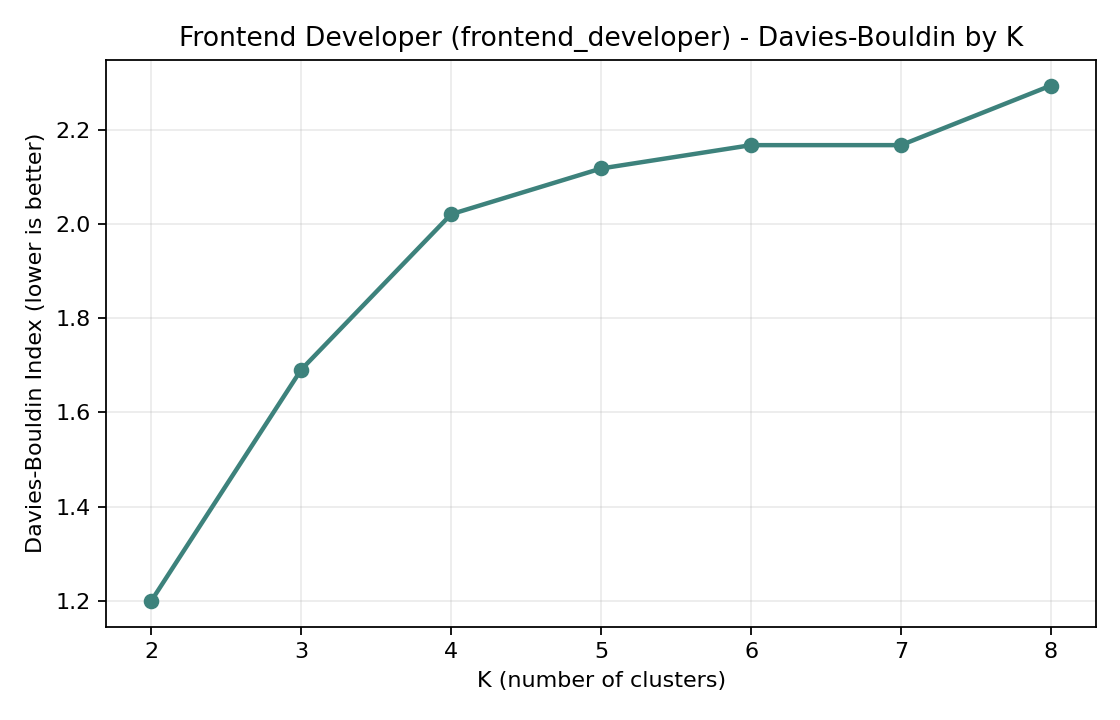 Frontend Developer (frontend_developer) - Davies-Bouldin by K
Davies-Bouldin Index (lower is better)
2.2
2.0
1.8
1.6
1.4
1.2
2 3 4 5 6 7 8
K (number of clusters)